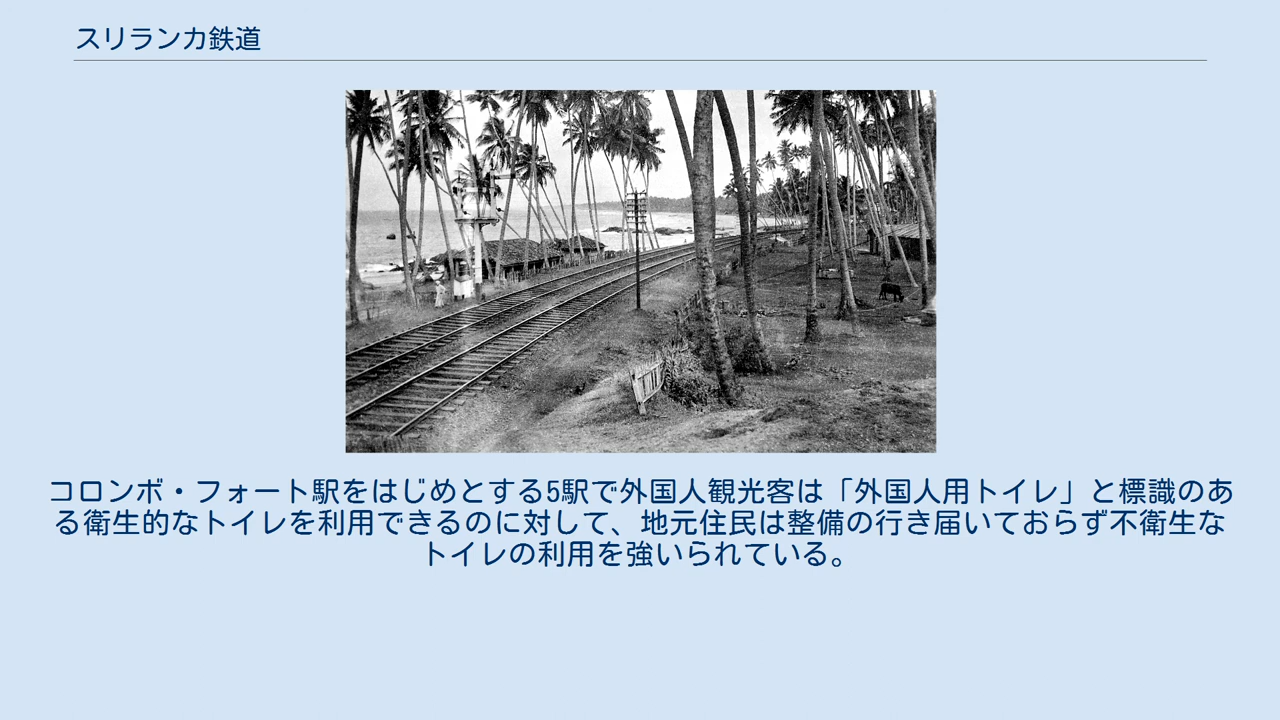 スリランカ鉄道
コロンボ・フォート駅をはじめとする5駅で外国人観光客は「外国人用トイレ」と標識のあ
る衛生的なトイレを利用できるのに対して、地元住民は整備の行き届いておらず不衛生な
トイレの利用を強いられている。